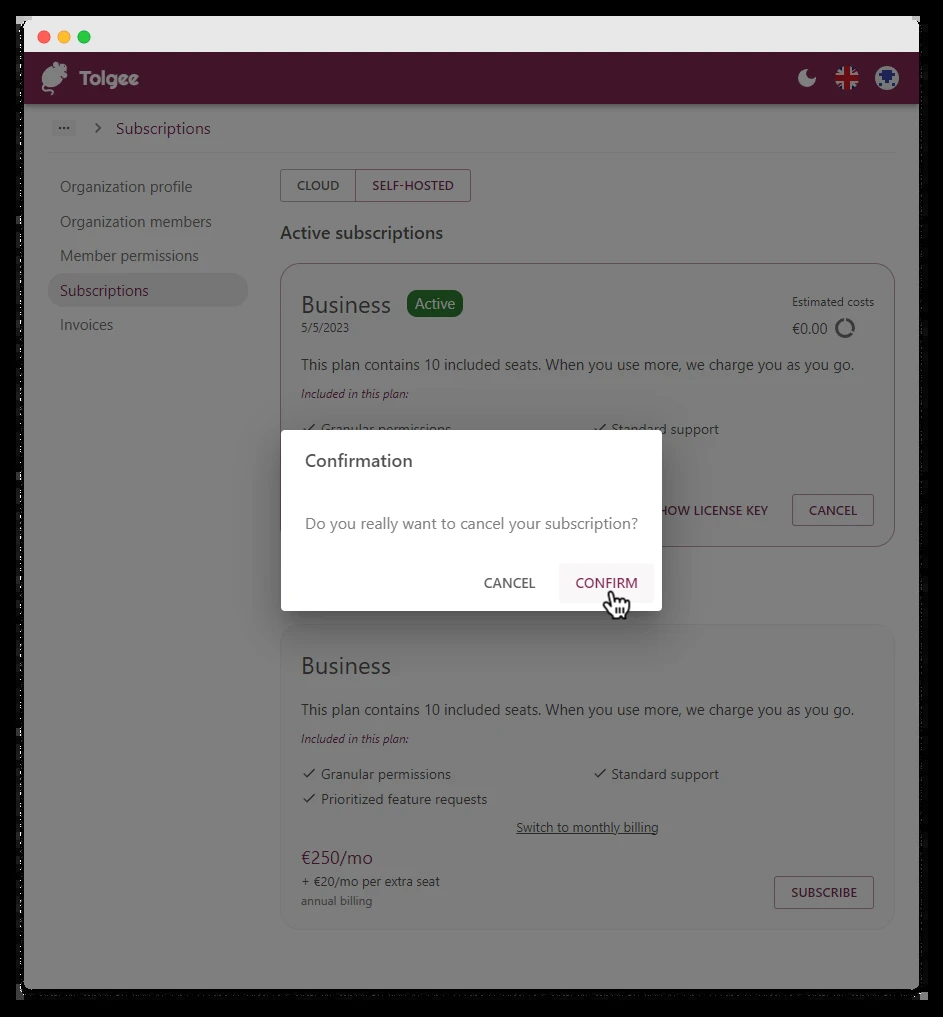 Tolgee
... > Subscriptions
Organization profile
Organization members
Member permissions
Subscriptions
Invoices
CLOUD SELF-HOSTED
Active subscriptions
Business Active
5/5/2023
Estimated costs
€0.00
This plan contains 10 included seats. When you use more, we charge you as you go.
Included in this plan:
Granular permissions Standard support
HOW LICENSE KEY CANCEL
Confirmation
Do you really want to cancel your subscription?
CANCEL CONFIRM
Business
This plan contains 10 included seats. When you use more, we charge you as you go.
Included in this plan:
Granular permissions Standard support
Prioritized feature requests
Switch to monthly billing
€250/mo
+ €20/mo per extra seat
annual billing
SUBSCRIBE